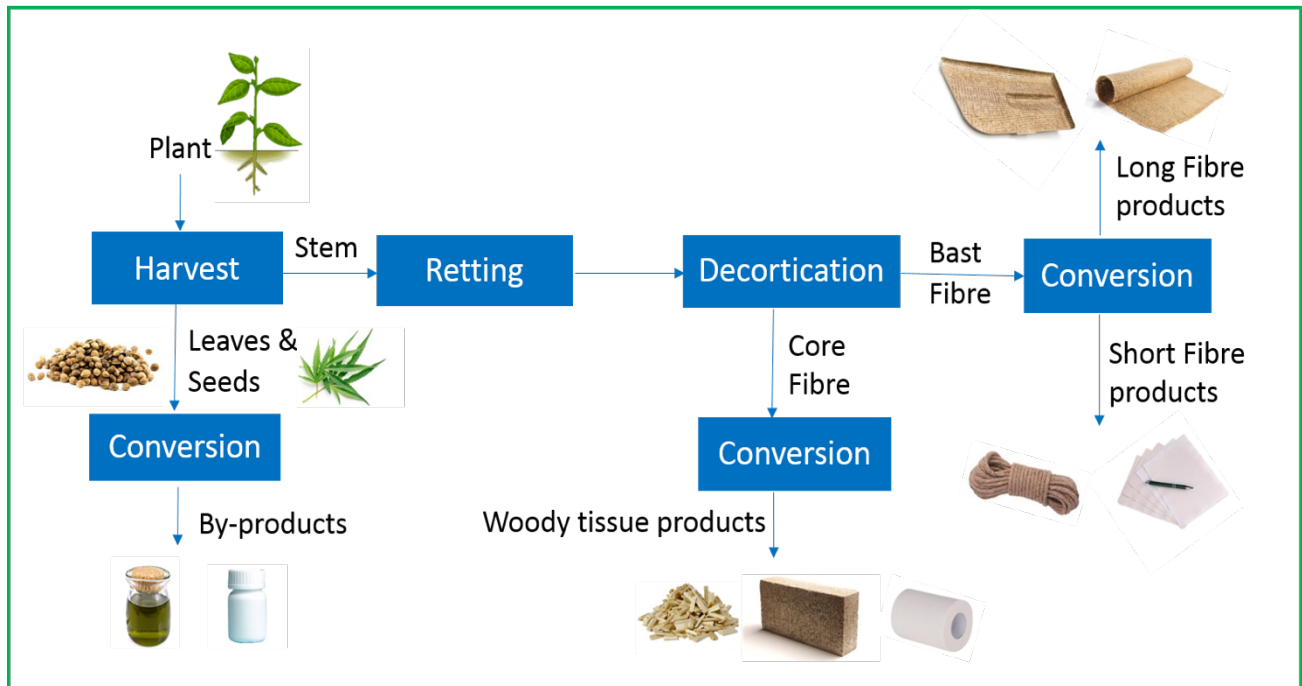 Plant
Harvest
Stem
Retting
Decortication
Bast
Fibre
Conversion
Long Fibre
products
Short Fibre
products
Leaves &
Seeds
Conversion
By-products
Core
Fibre
Conversion
Woody tissue products